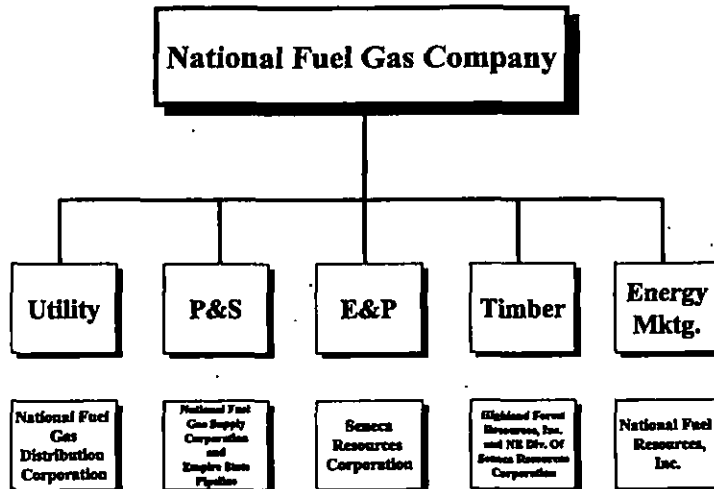 National Fuel Gas Company
Utility
P&S
E&P
Timber
Energy
Mktg.
National Fuel
Gas
Distribution
Corporation
National Fuel
Gas Supply
Corporation
and
Empire State
Pipeline
Seneca
Resources
Corporation
Highland Forest
Resources, Inc.
and NE Div. Of
Seneca Resources
Corporation
National Fuel
Resources,
Inc.